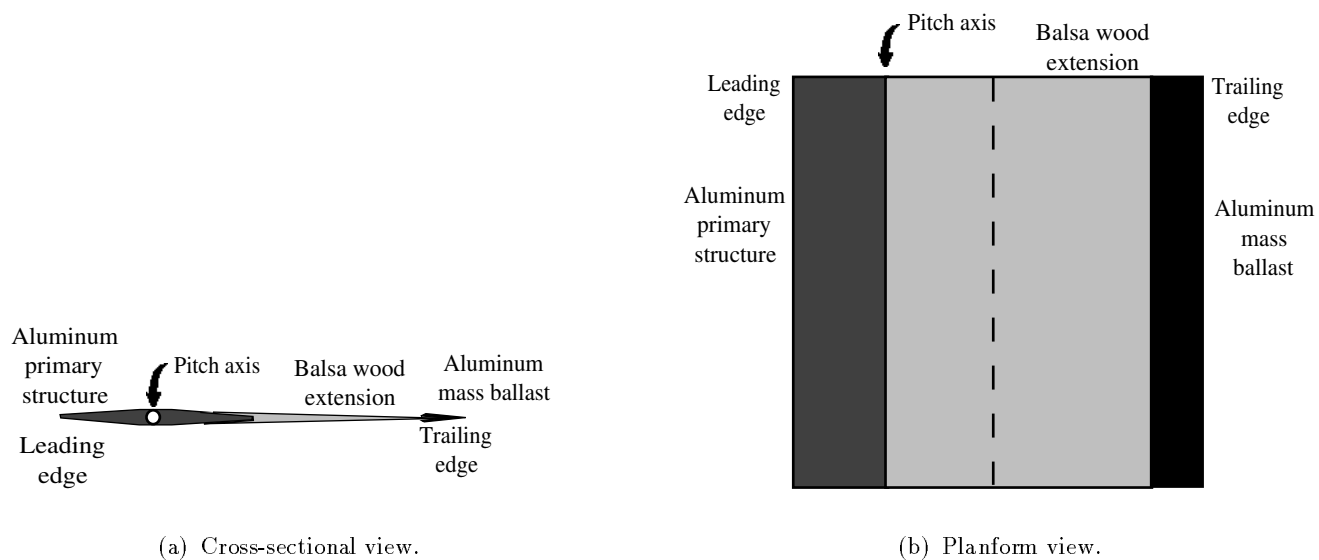 Aluminum
primary
structure
Pitch axis
Balsa wood
extension
Aluminum
mass ballast
Leading
edge
Trailing
edge
(a) Cross-sectional view.
Pitch axis
Balsa wood
extension
Leading
edge
Trailing
edge
Aluminum
primary
structure
Aluminum
mass
ballast
(b) Planform view.